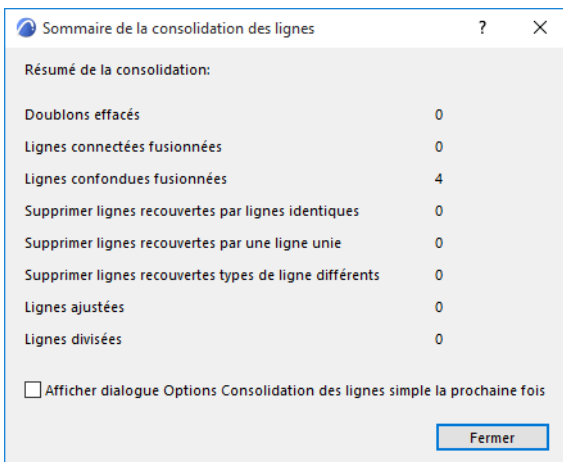 Sommaire de la consolidation des lignes ?
Résumé de la consolidation:
Doublons effacés 0
Lignes connectées fusionnées 0
Lignes confondues fusionnées 4
Supprimer lignes recouvertes par lignes identiques 0
Supprimer lignes recouvertes par une ligne unie 0
Supprimer lignes recouvertes types de ligne différents 0
Lignes ajustées 0
Lignes divisées 0
Afficher dialogue Options Consolidation des lignes simple la prochaine fois
Fermer